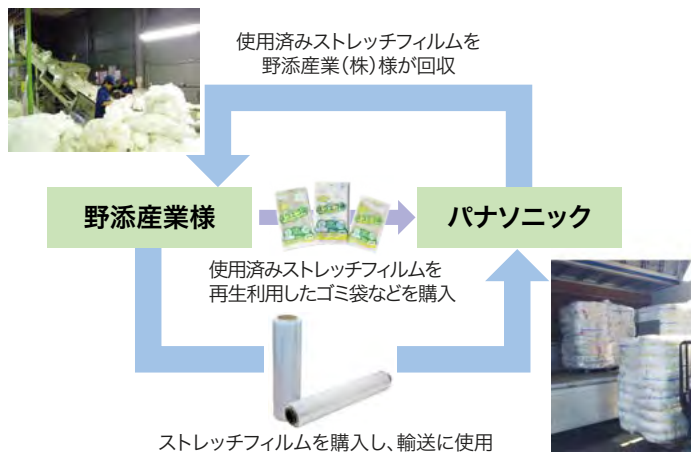 使用済みストレッチフィルムを
野添産業(株)様が回収
野添産業様
パナソニック
使用済みストレッチフィルムを
再生利用したゴミ袋などを購入
ストレッチフィルムを購入し、輸送に使用